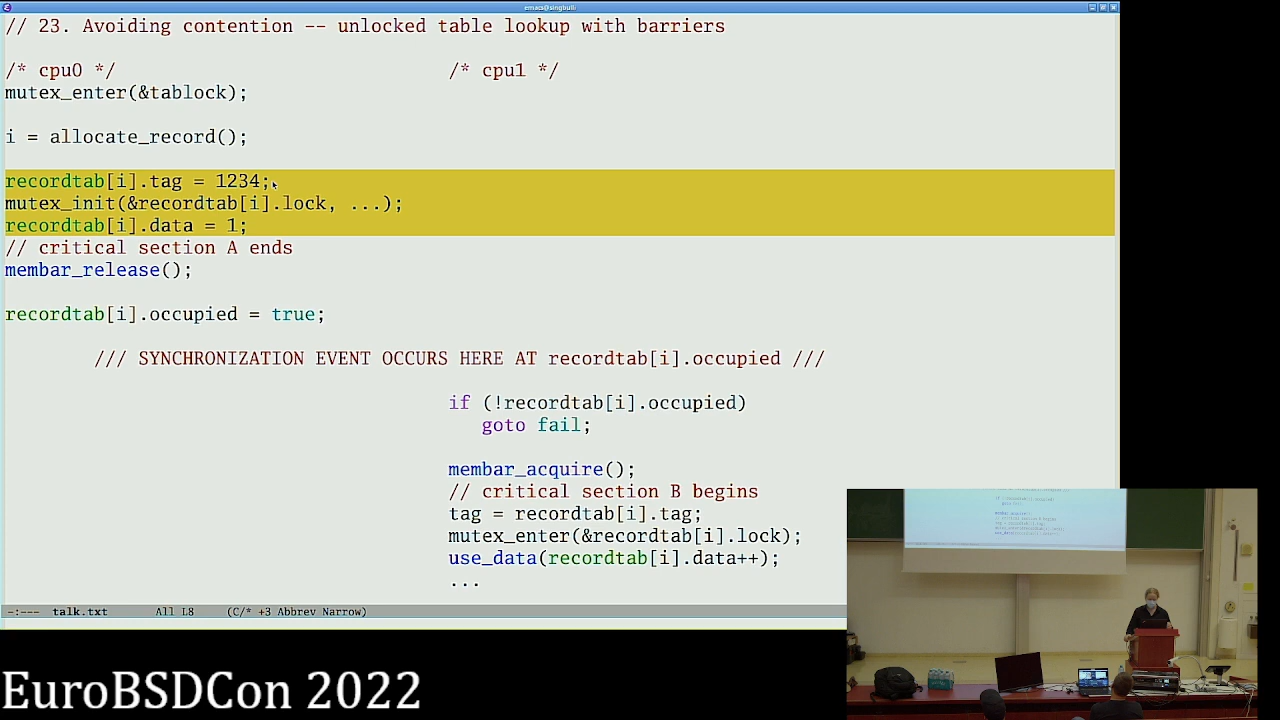 emacs@singbulli
// 23. Avoiding contention -- unlocked table lookup with barriers
/* cpu0 */ /* cpu1 */
mutex_enter(&tablock);
i = allocate_record();
recordtab[i].tag = 1234;
mutex_init(&recordtab[i].lock, ...);
recordtab[i].data = 1;
// critical section A ends
membar_release();
recordtab[i].occupied = true;
/// SYNCHRONIZATION EVENT OCCURS HERE AT recordtab[i].occupied ///
if (!recordtab[i].occupied)
goto fail;
membar_acquire();
// critical section B begins
tag = recordtab[i].tag;
mutex_enter(&recordtab[i].lock);
use_data(recordtab[i].data++);
...
-:--- talk.txt All L8 (C/* +3 Abbrev Narrow)
EuroBSDCon 2022